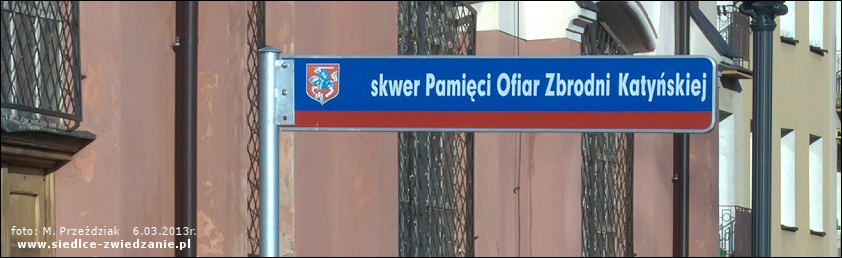 skwer Pamięci Ofiar Zbrodni Katyńskiej
foto: M. Przeździak 6.03.2013r.
www.siedlce-zwiedzanie.pl